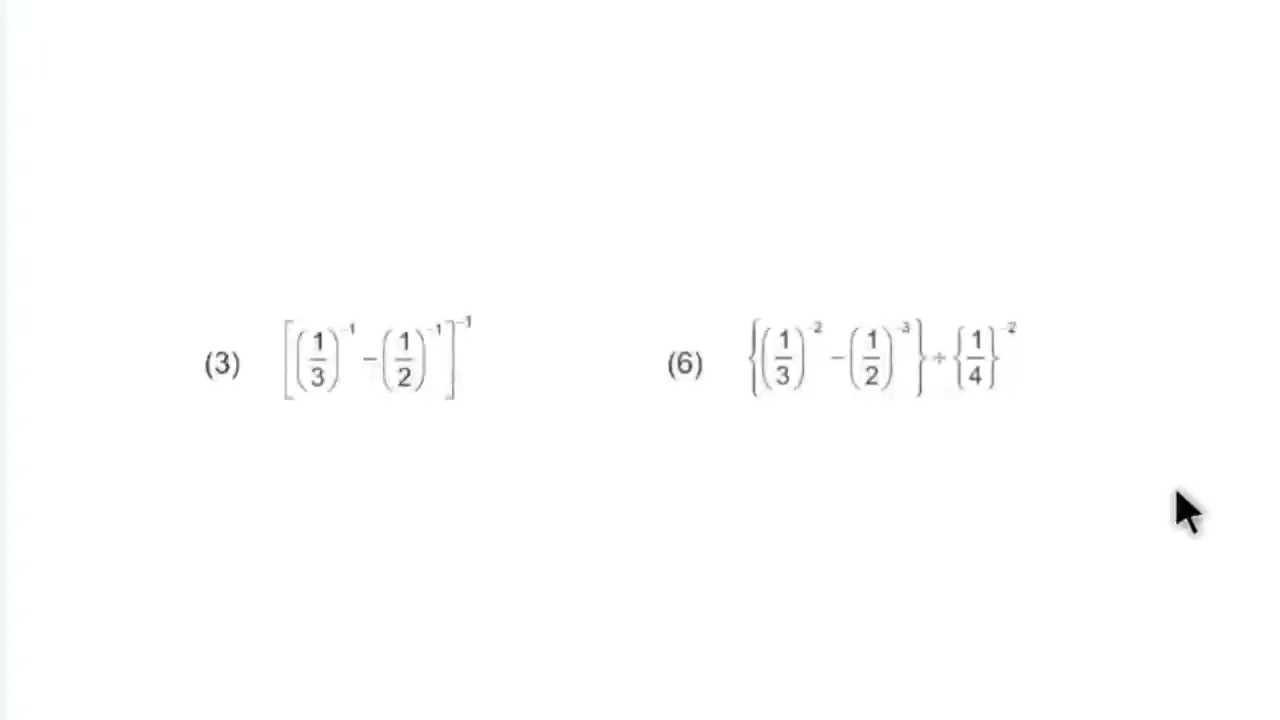 (3) [(1/3)⁻¹ − (1/2)⁻¹]⁻¹ (6) {(1/3)⁻² − (1/2)⁻³} ÷ {1/4}⁻²